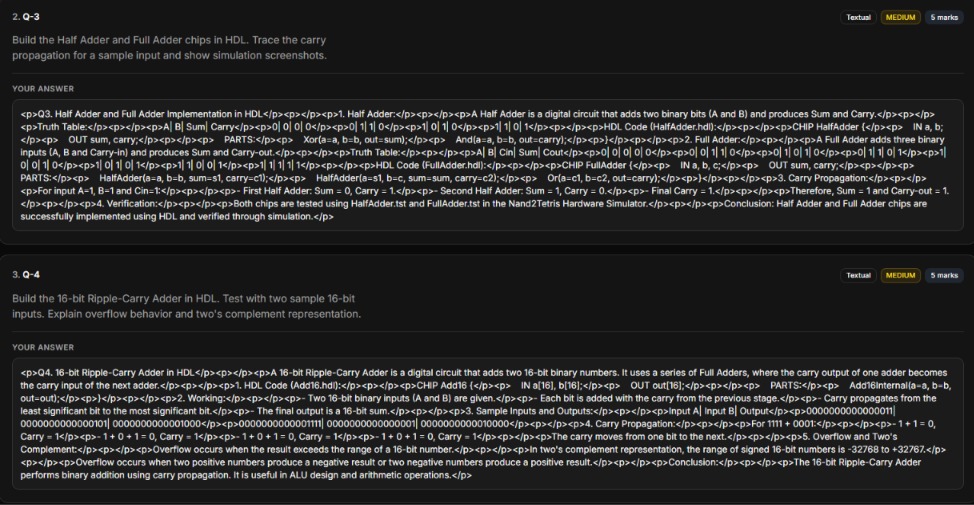 2. Q-3
Textual MEDIUM 5 marks
Build the Half Adder and Full Adder chips in HDL. Trace the carry
propagation for a sample input and show simulation screenshots.
YOUR ANSWER
<p>Q3. Half Adder and Full Adder Implementation in HDL</p><p></p><p>1. Half Adder:</p><p></p><p>A Half Adder is a digital circuit that adds two binary bits (A and B) and produces Sum and Carry.</p><p></p>
<p>Truth Table:</p><p></p><p>A| B| Sum| Carry</p><p>0| 0| 0| 0</p><p>0| 1| 1| 0</p><p>1| 0| 1| 0</p><p>1| 1| 0| 1</p><p></p><p>HDL Code (HalfAdder.hdl):</p><p></p><p>CHIP HalfAdder {</p><p>    IN a, b;
</p><p>    OUT sum, carry;</p><p></p><p>    PARTS:</p><p>    Xor(a=a, b=b, out=sum);</p><p>    And(a=a, b=b, out=carry);</p><p>}</p><p></p><p>2. Full Adder:</p><p></p><p>A Full Adder adds three binary
inputs (A, B and Carry-in) and produces Sum and Carry-out.</p><p></p><p>Truth Table:</p><p></p><p>A| B| Cin| Sum| Cout</p><p>0| 0| 0| 0| 0</p><p>0| 0| 1| 1| 0</p><p>0| 1| 0| 1| 0</p><p>0| 1| 1| 0| 1</p><p>1|
0| 0| 1| 0</p><p>1| 0| 1| 0| 1</p><p>1| 1| 0| 0| 1</p><p>1| 1| 1| 1| 1</p><p></p><p>HDL Code (FullAdder.hdl):</p><p></p><p>CHIP FullAdder {</p><p>    IN a, b, c;</p><p>    OUT sum, carry;</p><p></p><p>
PARTS:</p><p>    HalfAdder(a=a, b=b, sum=s1, carry=c1);</p><p>    HalfAdder(a=s1, b=c, sum=sum, carry=c2);</p><p>    Or(a=c1, b=c2, out=carry);</p><p>}</p><p></p><p>3. Carry Propagation:</p><p></p>
<p>For input A=1, B=1 and Cin=1:</p><p></p><p>- First Half Adder: Sum = 0, Carry = 1.</p><p>- Second Half Adder: Sum = 1, Carry = 0.</p><p>- Final Carry = 1.</p><p></p><p>Therefore, Sum = 1 and Carry-out = 1.
</p><p></p><p>4. Verification:</p><p></p><p>Both chips are tested using HalfAdder.tst and FullAdder.tst in the Nand2Tetris Hardware Simulator.</p><p></p><p>Conclusion: Half Adder and Full Adder chips are
successfully implemented using HDL and verified through simulation.</p>
3. Q-4
Textual MEDIUM 5 marks
Build the 16-bit Ripple-Carry Adder in HDL. Test with two sample 16-bit
inputs. Explain overflow behavior and two's complement representation.
YOUR ANSWER
<p>Q4. 16-bit Ripple-Carry Adder in HDL</p><p></p><p>A 16-bit Ripple-Carry Adder is a digital circuit that adds two 16-bit binary numbers. It uses a series of Full Adders, where the carry output of one adder becomes
the carry input of the next adder.</p><p></p><p>1. HDL Code (Add16.hdl):</p><p></p><p>CHIP Add16 {</p><p>    IN a[16], b[16];</p><p>    OUT out[16];</p><p></p><p>    PARTS:</p><p>    Add16Internal(a=a, b=b,
out=out);</p><p>}</p><p></p><p>2. Working:</p><p></p><p>- Two 16-bit binary inputs (A and B) are given.</p><p>- Each bit is added with the carry from the previous stage.</p><p>- Carry propagates from the
least significant bit to the most significant bit.</p><p>- The final output is a 16-bit sum.</p><p></p><p>3. Sample Inputs and Outputs:</p><p></p><p>Input A| Input B| Output</p><p>0000000000000011|
0000000000000101| 0000000000001000</p><p>0000000000001111| 0000000000000001| 0000000000010000</p><p></p><p>4. Carry Propagation:</p><p></p><p>For 1111 + 0001:</p><p></p><p>- 1 + 1 = 0,
Carry = 1</p><p>- 1 + 0 + 1 = 0, Carry = 1</p><p>- 1 + 0 + 1 = 0, Carry = 1</p><p>- 1 + 0 + 1 = 0, Carry = 1</p><p></p><p>The carry moves from one bit to the next.</p><p></p><p>5. Overflow and Two's
Complement:</p><p></p><p>Overflow occurs when the result exceeds the range of a 16-bit number.</p><p></p><p>In two's complement representation, the range of signed 16-bit numbers is -32768 to +32767.</p>
<p></p><p>Overflow occurs when two positive numbers produce a negative result or two negative numbers produce a positive result.</p><p></p><p>Conclusion:</p><p></p><p>The 16-bit Ripple-Carry Adder
performs binary addition using carry propagation. It is useful in ALU design and arithmetic operations.</p>